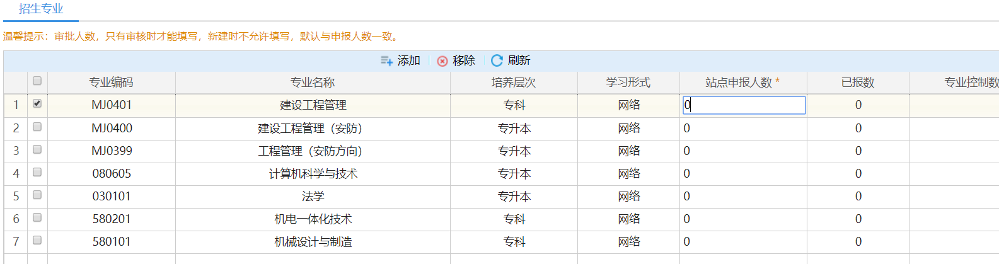 招生专业
温馨提示：审批人数，只有审核时才能填写，新建时不允许填写，默认与申报人数一致。
添加 移除 刷新
专业编码 专业名称 培养层次 学习形式 站点申报人数 * 已报数 专业控制数
1 MJ0401 建设工程管理 专科 网络 0 0
2 MJ0400 建设工程管理（安防） 专升本 网络 0 0
3 MJ0399 工程管理（安防方向） 专升本 网络 0 0
4 080605 计算机科学与技术 专升本 网络 0 0
5 030101 法学 专升本 网络 0 0
6 580201 机电一体化技术 专科 网络 0 0
7 580101 机械设计与制造 专科 网络 0 0